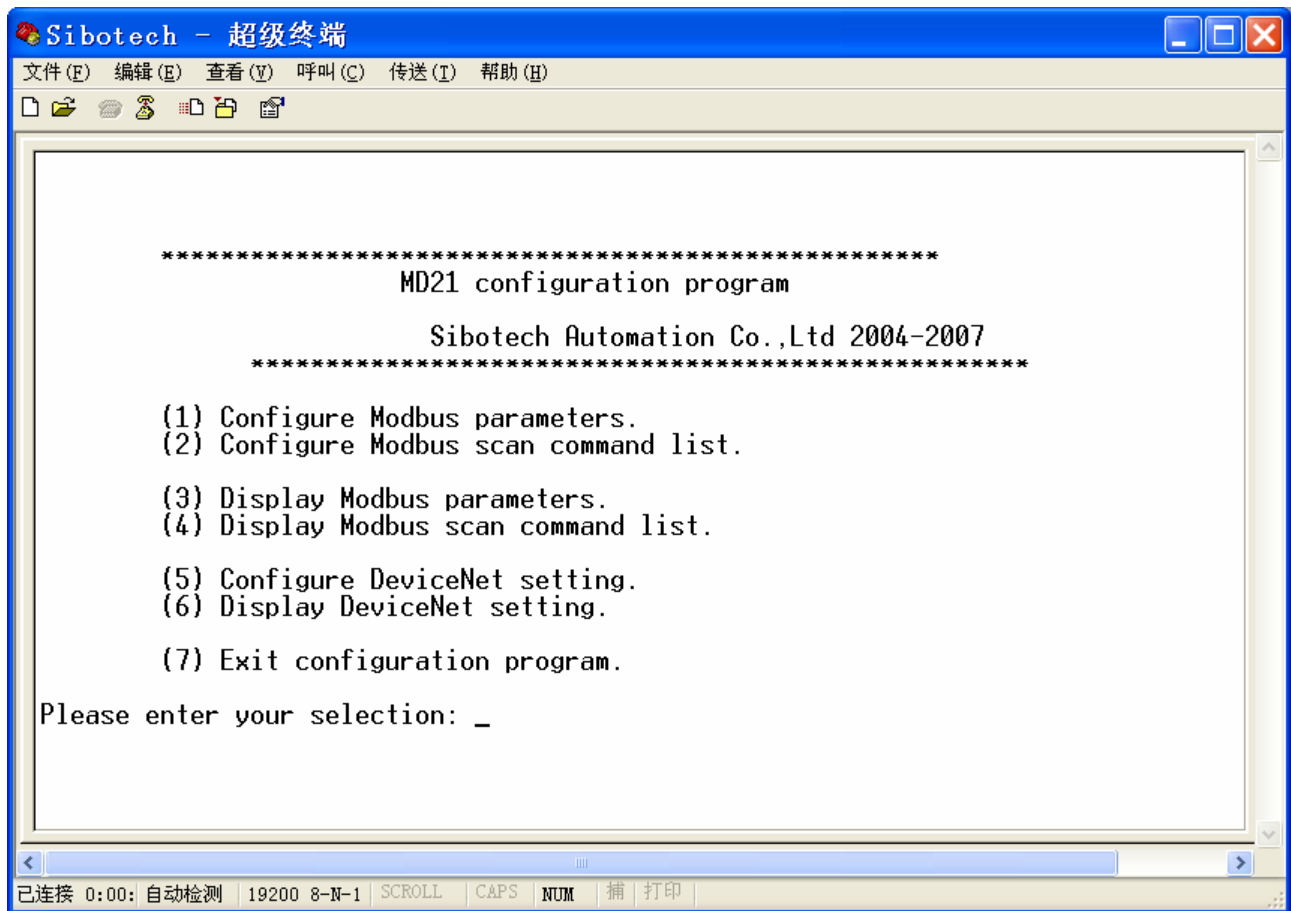 Sibotech - 超级终端
文件(F) 编辑(E) 查看(V) 呼叫(C) 传送(T) 帮助(H)
****************************************************
MD21 configuration program
Sibotech Automation Co.,Ltd 2004-2007
****************************************************
(1) Configure Modbus parameters.
(2) Configure Modbus scan command list.
(3) Display Modbus parameters.
(4) Display Modbus scan command list.
(5) Configure DeviceNet setting.
(6) Display DeviceNet setting.
(7) Exit configuration program.
Please enter your selection: _
已连接 0:00: 自动检测 19200 8-N-1 SCROLL CAPS NUM 捕 打印